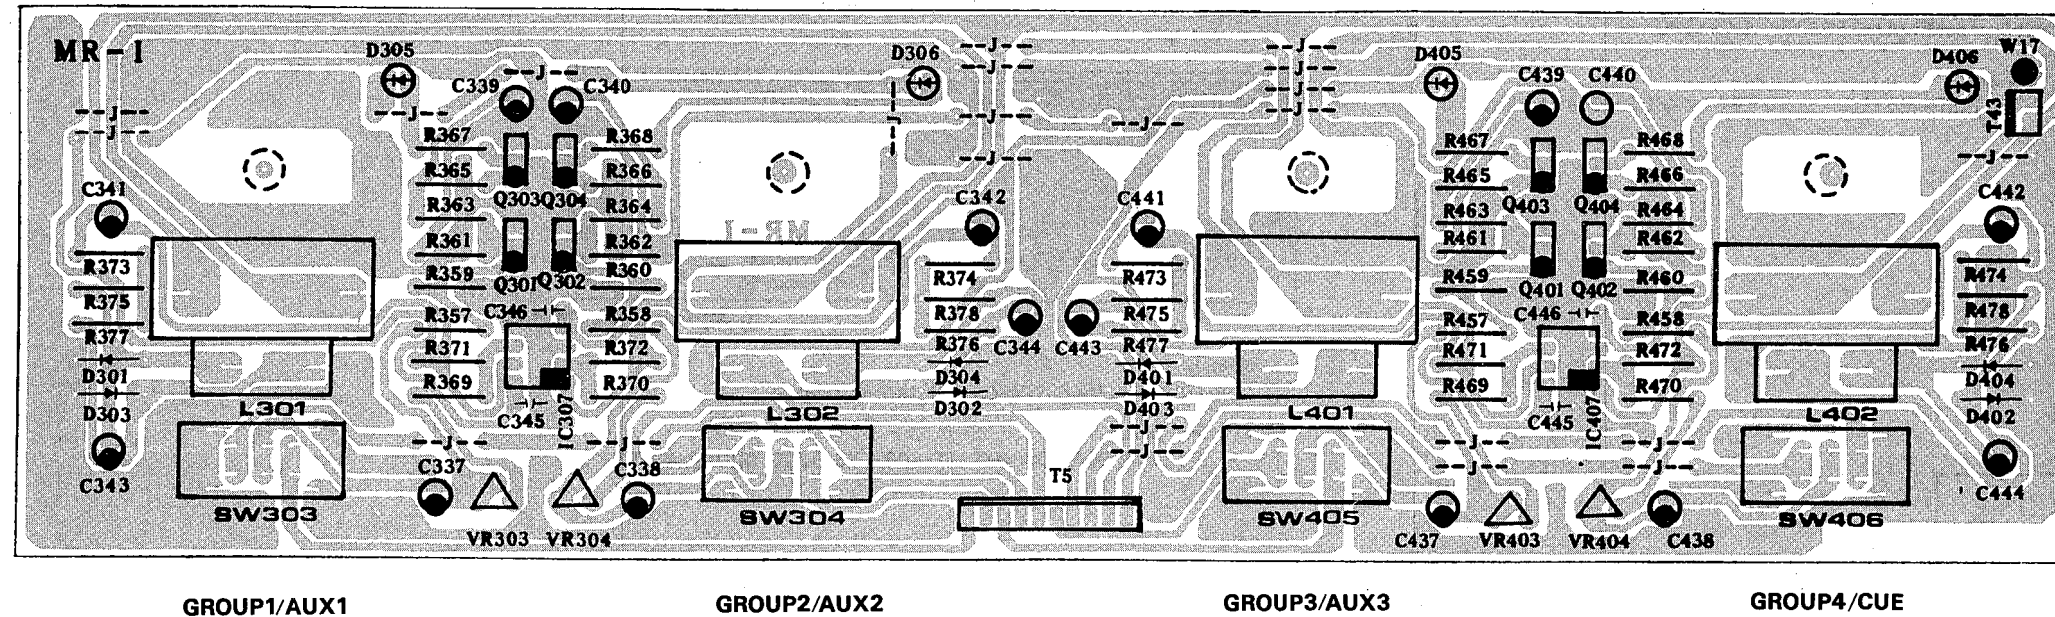 MR-I
D305
D306
D405
D406
W17
C339
J
C340
J
J
J
J
C439
C440
J
J
J
J
J
J
J
J
J
T43
R367
R368
R467
R468
J
J
R365
R366
R465
R466
C341
Q303
Q304
C342
C441
Q403
Q404
C442
R363
R364
R463
R464
MR-I
R361
R362
R461
R462
R373
R359
R360
R374
R473
R459
R460
R474
Q301
Q302
Q401
Q402
R375
C346
R378
R475
C446
R478
R357
R358
R457
R458
R377
R371
R372
R376
C344
C443
R477
R471
R472
R476
D301
R369
R370
D304
D401
R469
R470
D404
D303
L301
L302
D302
D403
L401
L402
D402
C345
IC307
C445
IC407
J
J
J
J
J
J
J
J
C343
C337
C338
T5
C444
SW303
SW304
SW405
SW406
VR303
VR304
C437
VR403
VR404
C438
GROUP1/AUX1
GROUP2/AUX2
GROUP3/AUX3
GROUP4/CUE